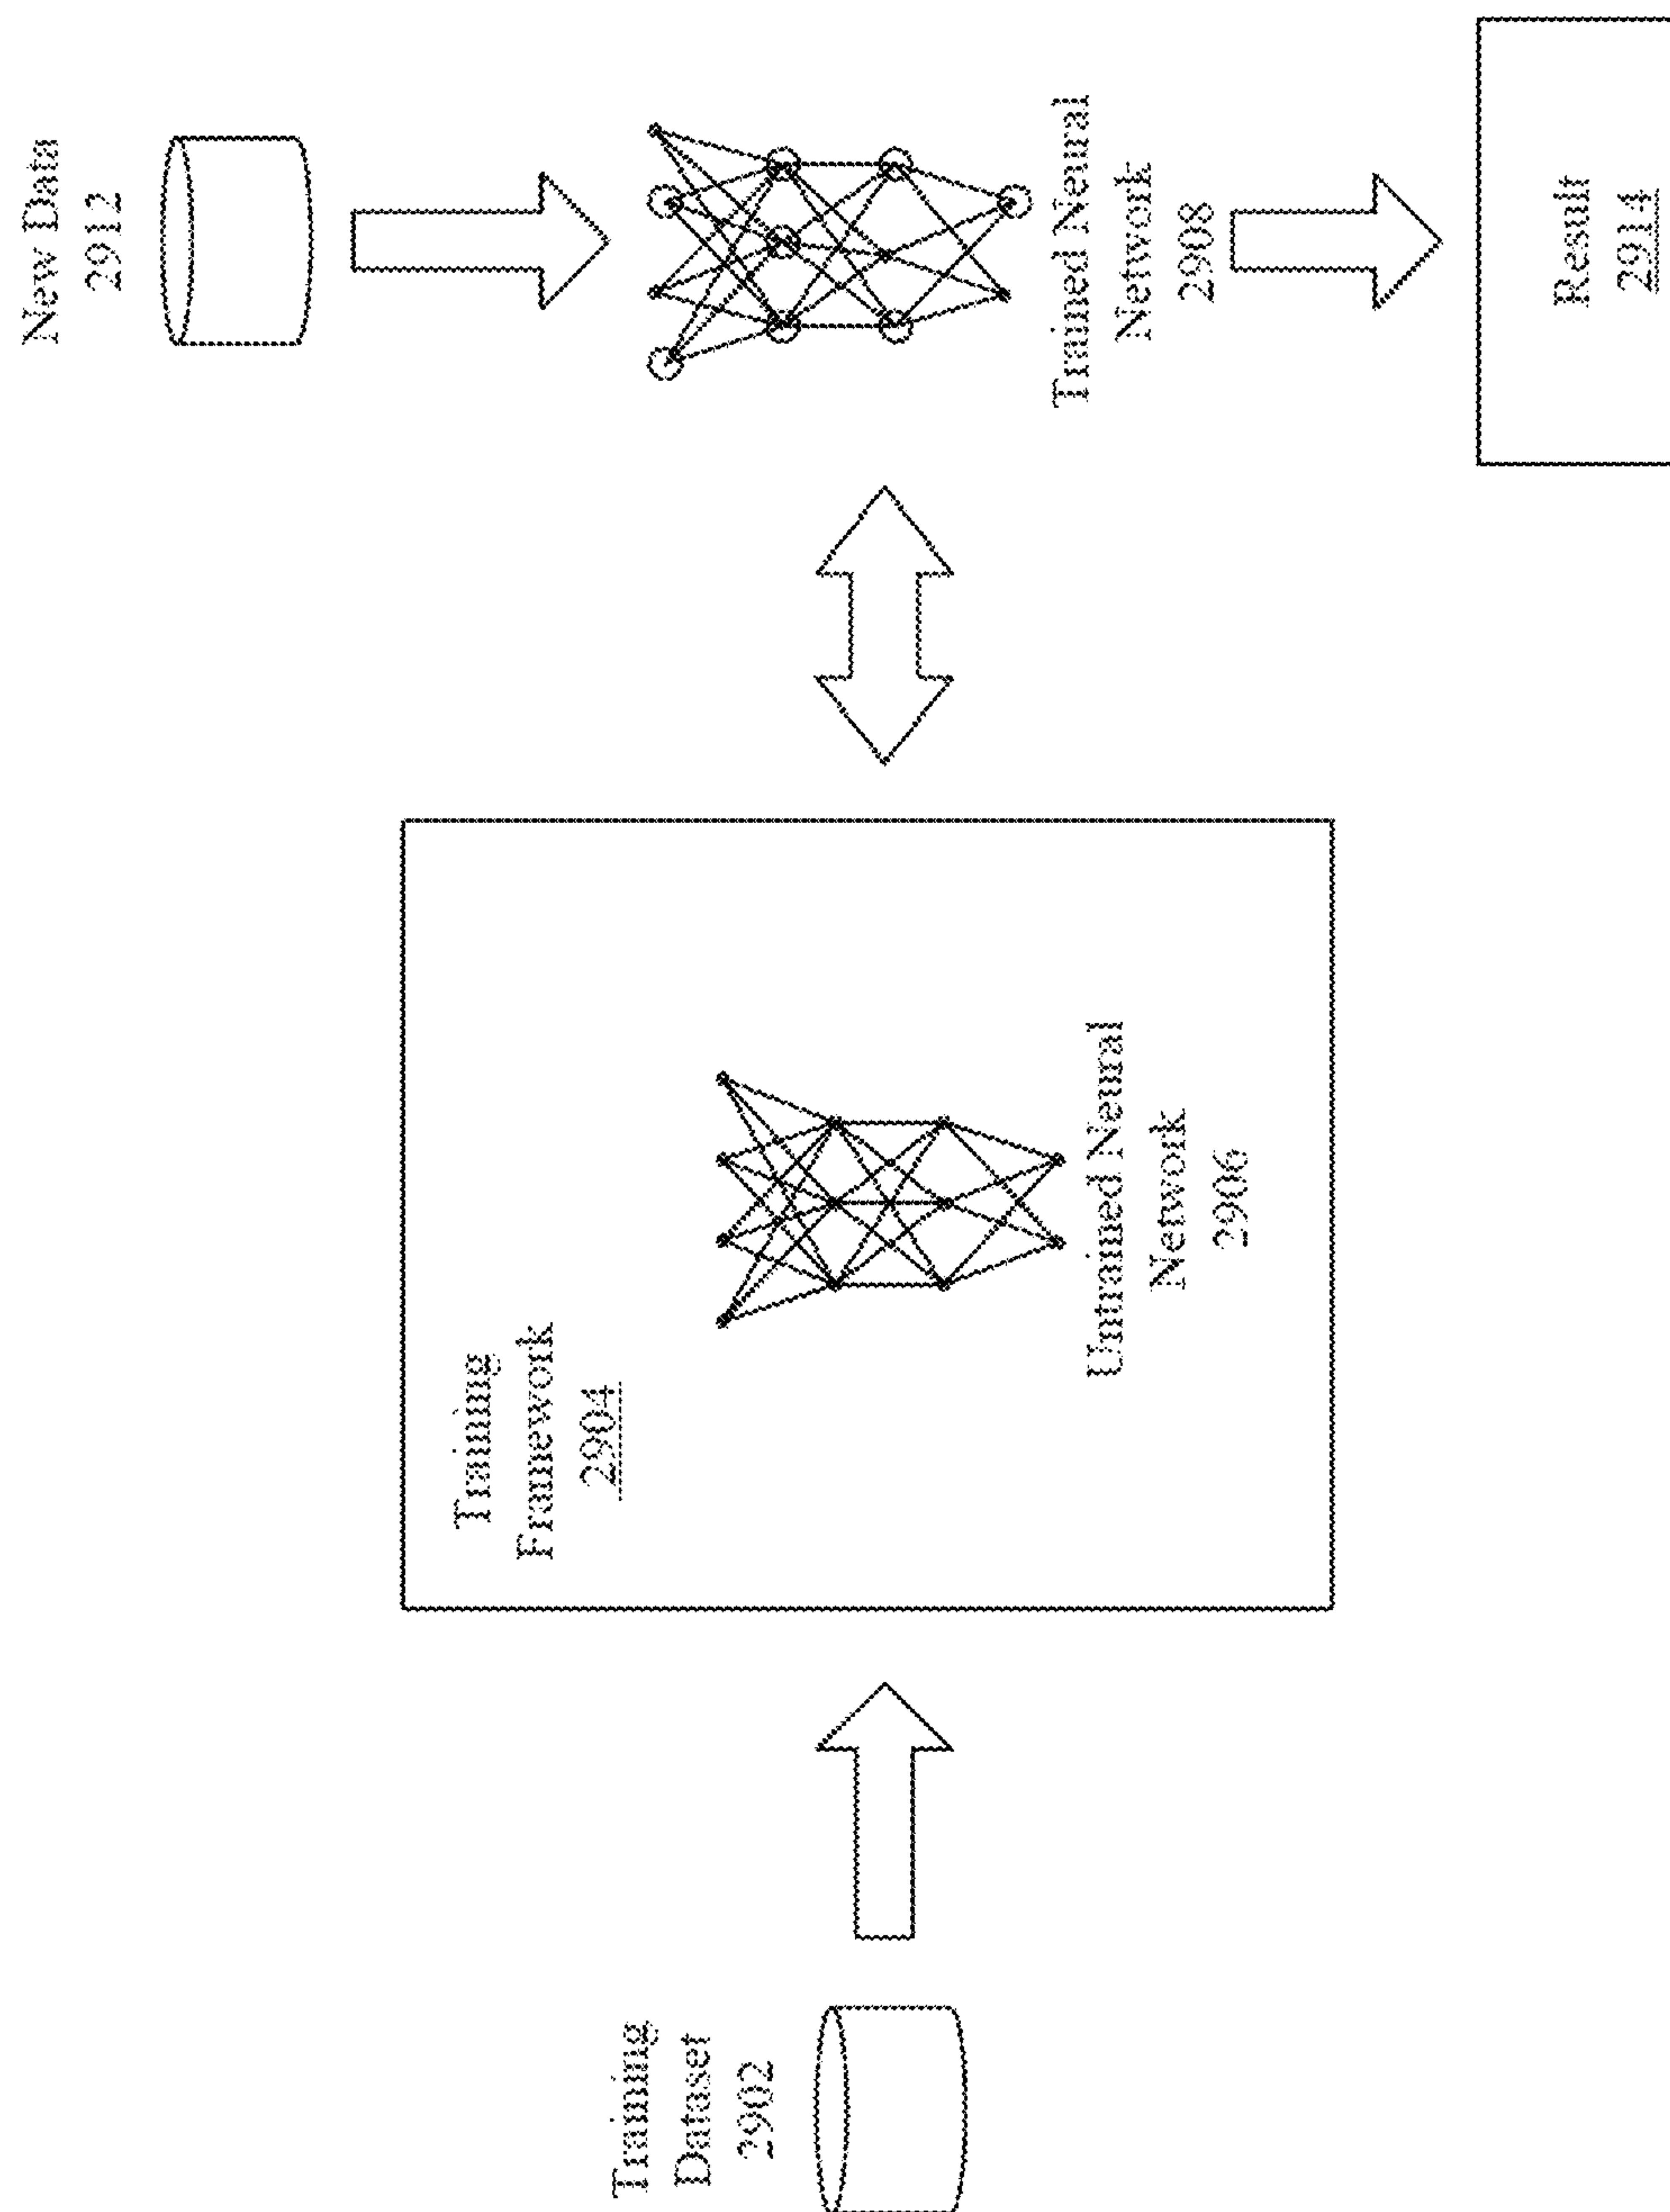 Training
Dataset
2902
Training
Framework
2904
Untrained Neural
Network
2906
New Data
2912
Trained Neural
Network
2908
Result
2914